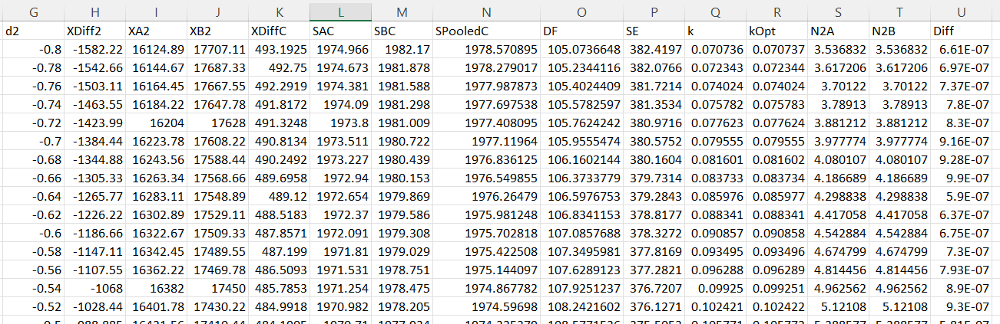 G H I J K L M N O P Q R S T U
d2 XDiff2 XA2 XB2 XDiffC SAC SBC SPooledC DF SE k kOpt N2A N2B Diff
-0.8 -1582.22 16124.89 17707.11 493.1925 1974.966 1982.17 1978.570895 105.0736648 382.4197 0.070736 0.070737 3.536832 3.536832 6.61E-07
-0.78 -1542.66 16144.67 17687.33 492.75 1974.673 1981.878 1978.279017 105.2344116 382.0766 0.072343 0.072344 3.617206 3.617206 6.97E-07
-0.76 -1503.11 16164.45 17667.55 492.2919 1974.381 1981.588 1977.987873 105.4024409 381.7214 0.074024 0.074024 3.70122 3.70122 7.37E-07
-0.74 -1463.55 16184.22 17647.78 491.8172 1974.09 1981.298 1977.697538 105.5782597 381.3534 0.075782 0.075783 3.78913 3.78913 7.8E-07
-0.72 -1423.99 16204 17628 491.3248 1973.8 1981.009 1977.408095 105.7624242 380.9716 0.077623 0.077624 3.881212 3.881212 8.3E-07
-0.7 -1384.44 16223.78 17608.22 490.8134 1973.511 1980.722 1977.11964 105.9555474 380.5752 0.079555 0.079555 3.977774 3.977774 9.16E-07
-0.68 -1344.88 16243.56 17588.44 490.2492 1973.227 1980.439 1976.836125 106.1602144 380.1604 0.081601 0.081602 4.080107 4.080107 9.28E-07
-0.66 -1305.33 16263.34 17568.66 489.6958 1972.94 1980.153 1976.549855 106.3733779 379.7314 0.083733 0.083734 4.186689 4.186689 9.9E-07
-0.64 -1265.77 16283.11 17548.89 489.12 1972.654 1979.869 1976.26479 106.5976753 379.2843 0.085976 0.085977 4.298838 4.298838 5.9E-07
-0.62 -1226.22 16302.89 17529.11 488.5183 1972.37 1979.586 1975.981248 106.8341153 378.8177 0.088341 0.088341 4.417058 4.417058 6.37E-07
-0.6 -1186.66 16322.67 17509.33 487.8571 1972.091 1979.308 1975.702818 107.0857688 378.3272 0.090857 0.090858 4.542884 4.542884 6.75E-07
-0.58 -1147.11 16342.45 17489.55 487.199 1971.81 1979.029 1975.422508 107.3495981 377.8169 0.093495 0.093496 4.674799 4.674799 7.3E-07
-0.56 -1107.55 16362.22 17469.78 486.5093 1971.531 1978.751 1975.144097 107.6289123 377.2821 0.096288 0.096289 4.814456 4.814456 7.93E-07
-0.54 -1068 16382 17450 485.7853 1971.254 1978.475 1974.867782 107.9251237 376.7207 0.09925 0.099251 4.962562 4.962562 8.9E-07
-0.52 -1028.44 16401.78 17430.22 484.9918 1970.982 1978.205 1974.59698 108.2421602 376.1271 0.102421 0.102422 5.12108 5.12108 9.3E-07